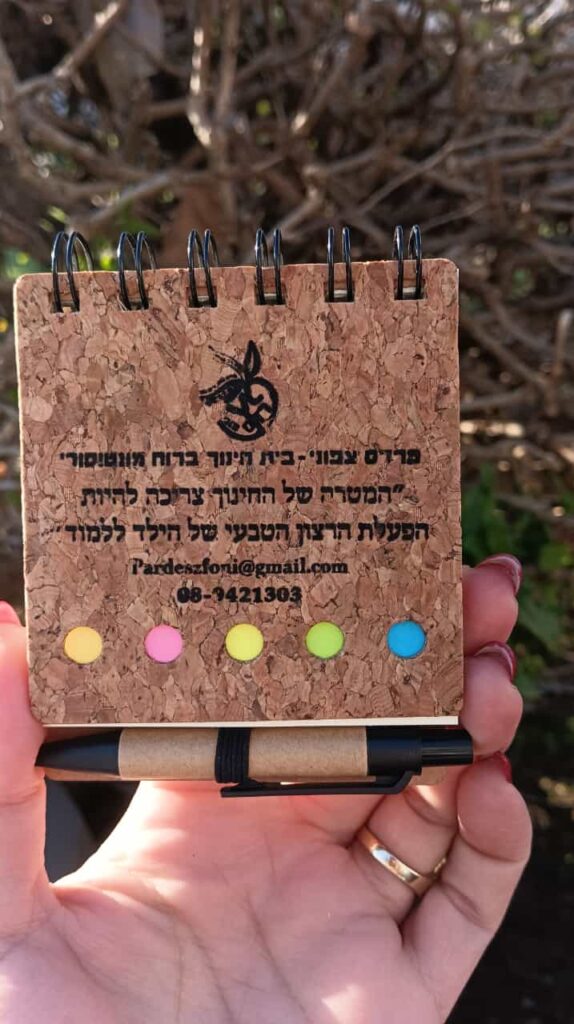 פרדס צפוני - בית חינוך ברוח מונטיסורי
"המטרה של החינוך צריכה להיות
הפעלת הרצון הטבעי של הילד ללמוד"
Pardeszfoni@gmail.com
08-9421303